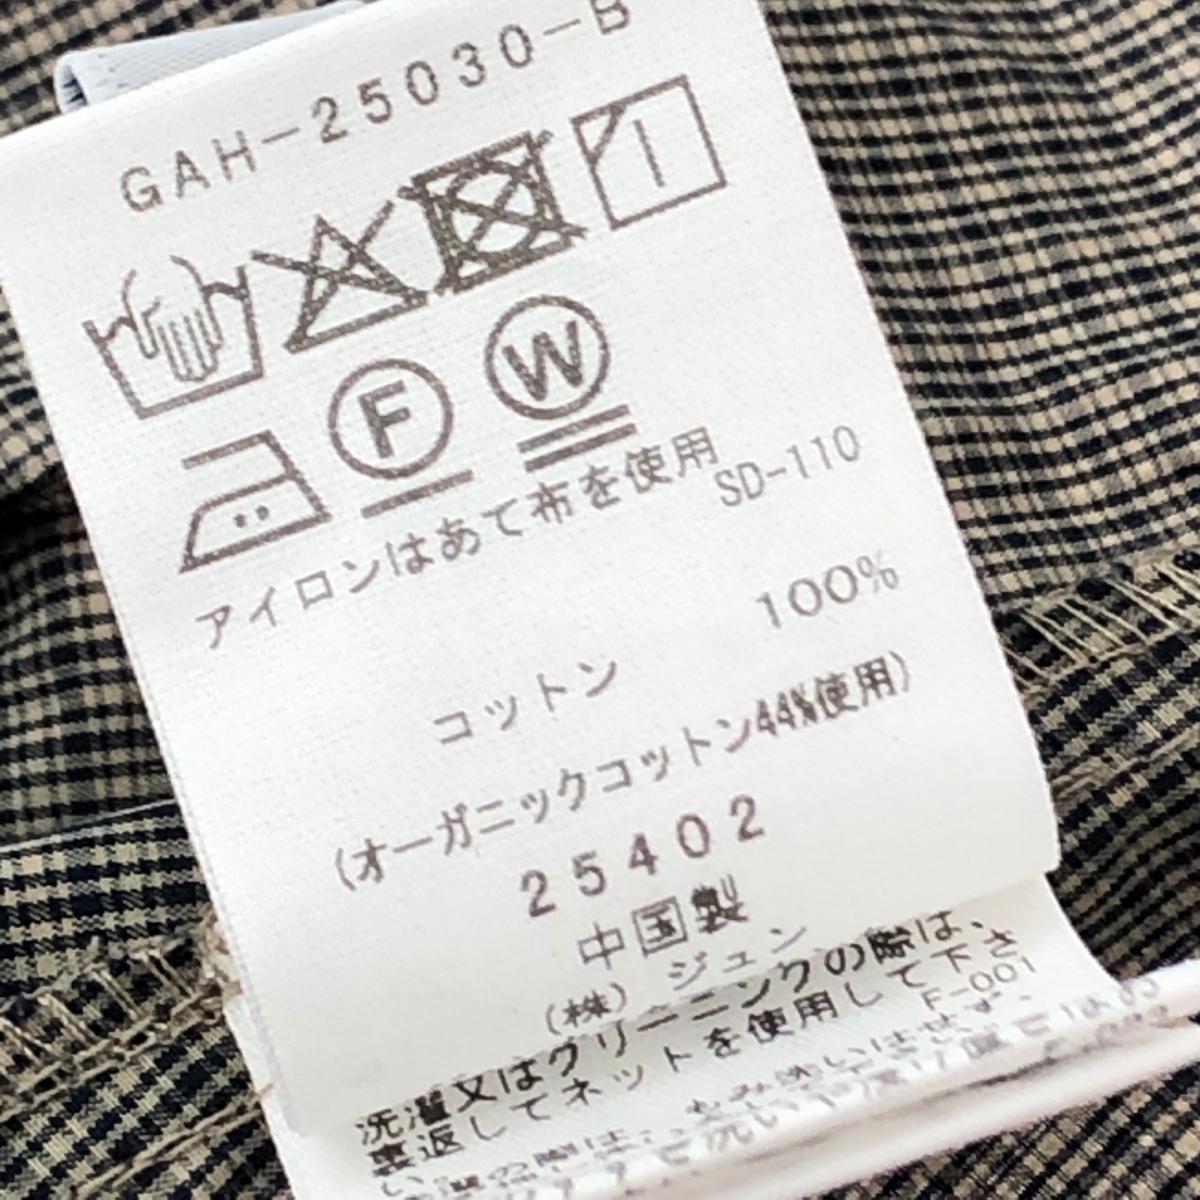 GAH-25030-B
F W
アイロンはあて布を使用
SD-110
コットン 100%
(オーガニックコットン44%使用)
25402
中国製
(株) ジュン
洗濯又はクリーニングの際は、
裏返してネットを使用して下さ
F-001